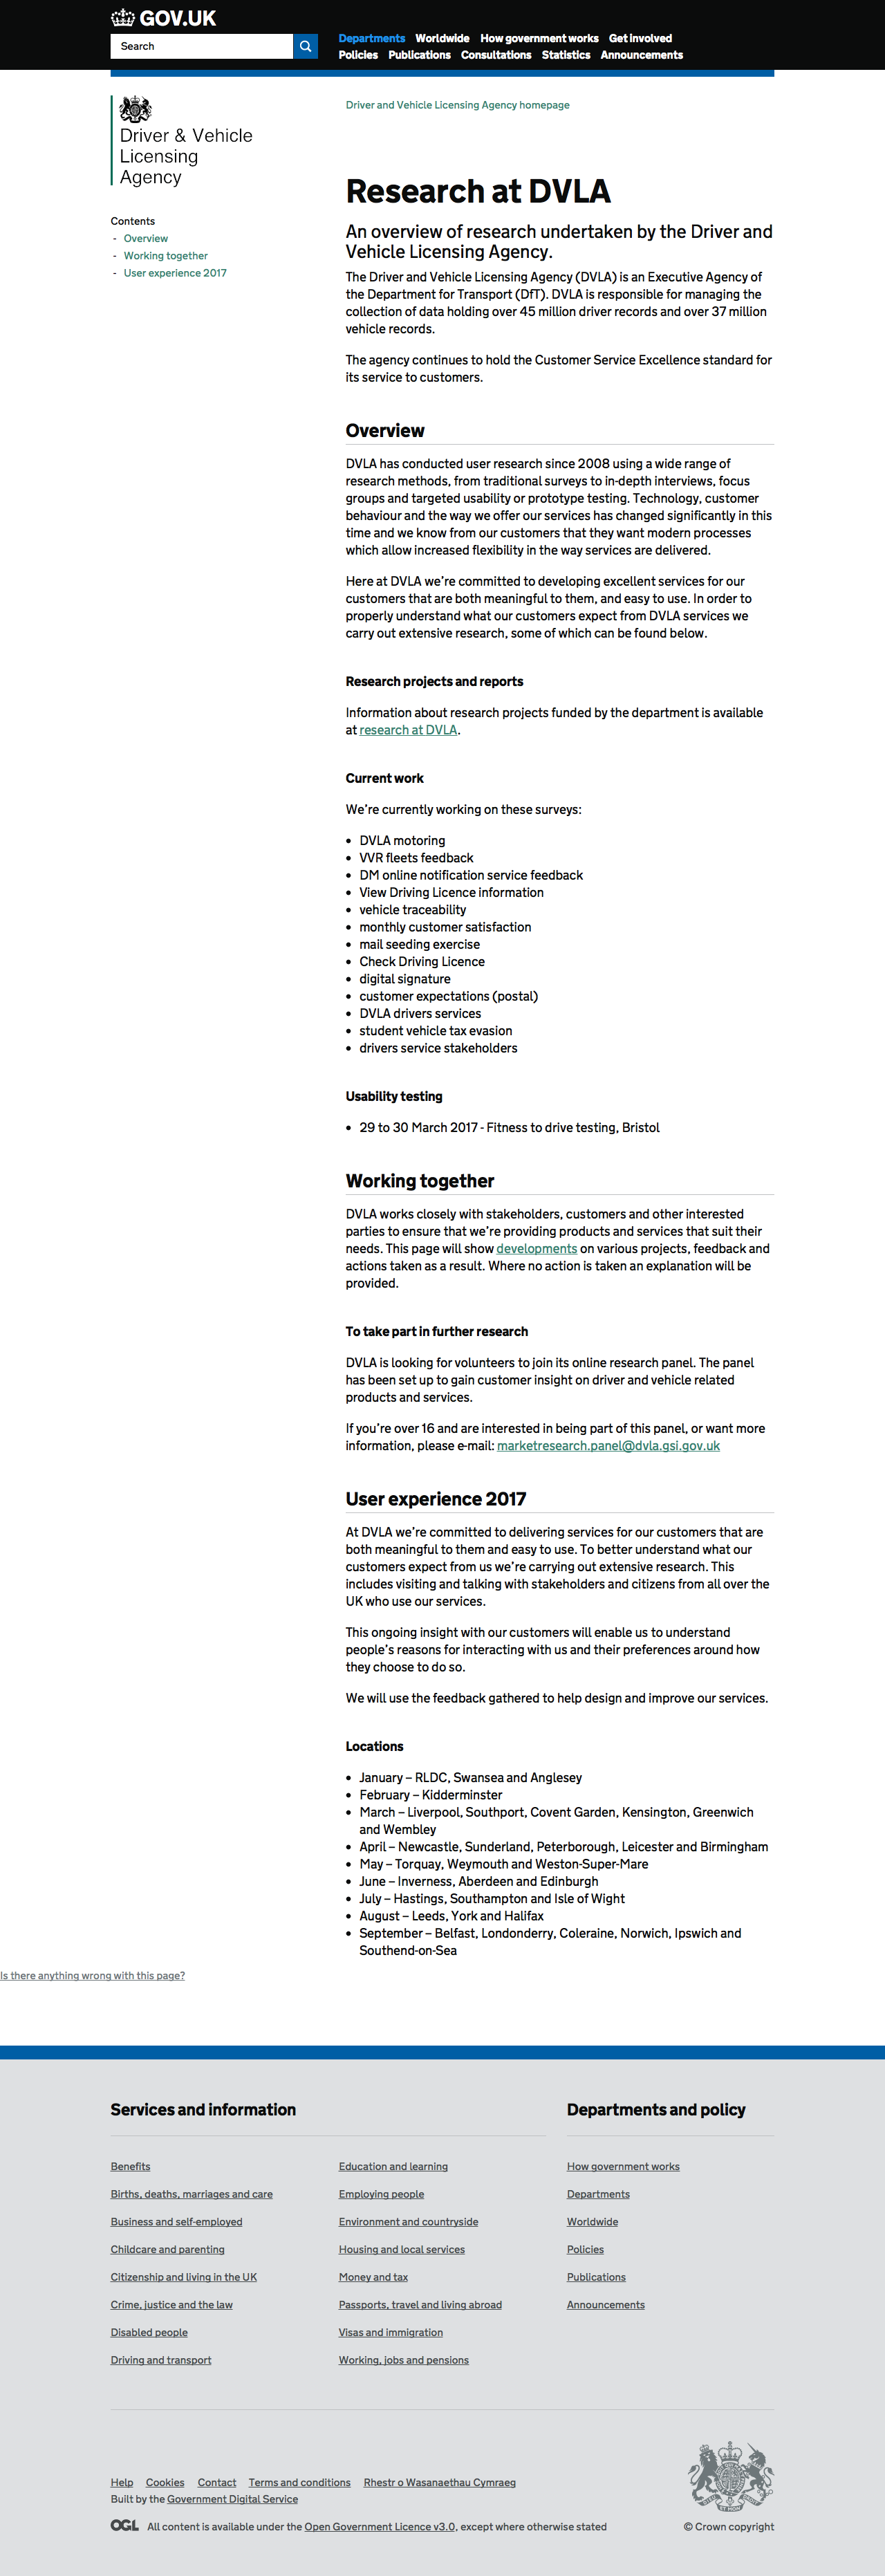 GOV.UK
Search
Departments Worldwide How government works Get involved
Policies Publications Consultations Statistics Announcements
Driver & Vehicle
Licensing
Agency
Driver and Vehicle Licensing Agency homepage
Contents
- Overview
- Working together
- User experience 2017
Research at DVLA
An overview of research undertaken by the Driver and
Vehicle Licensing Agency.
The Driver and Vehicle Licensing Agency (DVLA) is an Executive Agency of
the Department for Transport (DfT). DVLA is responsible for managing the
collection of data holding over 45 million driver records and over 37 million
vehicle records.
The agency continues to hold the Customer Service Excellence standard for
its service to customers.
Overview
DVLA has conducted user research since 2008 using a wide range of
research methods, from traditional surveys to in-depth interviews, focus
groups and targeted usability or prototype testing. Technology, customer
behaviour and the way we offer our services has changed significantly in this
time and we know from our customers that they want modern processes
which allow increased flexibility in the way services are delivered.
Here at DVLA we’re committed to developing excellent services for our
customers that are both meaningful to them, and easy to use. In order to
properly understand what our customers expect from DVLA services we
carry out extensive research, some of which can be found below.
Research projects and reports
Information about research projects funded by the department is available
at research at DVLA.
Current work
We’re currently working on these surveys:
• DVLA motoring
• VVR fleets feedback
• DM online notification service feedback
• View Driving Licence information
• vehicle traceability
• monthly customer satisfaction
• mail seeding exercise
• Check Driving Licence
• digital signature
• customer expectations (postal)
• DVLA drivers services
• student vehicle tax evasion
• drivers service stakeholders
Usability testing
• 29 to 30 March 2017 - Fitness to drive testing, Bristol
Working together
DVLA works closely with stakeholders, customers and other interested
parties to ensure that we’re providing products and services that suit their
needs. This page will show developments on various projects, feedback and
actions taken as a result. Where no action is taken an explanation will be
provided.
To take part in further research
DVLA is looking for volunteers to join its online research panel. The panel
has been set up to gain customer insight on driver and vehicle related
products and services.
If you’re over 16 and are interested in being part of this panel, or want more
information, please e-mail: marketresearch.panel@dvla.gsi.gov.uk
User experience 2017
At DVLA we’re committed to delivering services for our customers that are
both meaningful to them and easy to use. To better understand what our
customers expect from us we’re carrying out extensive research. This
includes visiting and talking with stakeholders and citizens from all over the
UK who use our services.
This ongoing insight with our customers will enable us to understand
people’s reasons for interacting with us and their preferences around how
they choose to do so.
We will use the feedback gathered to help design and improve our services.
Locations
• January – RLDC, Swansea and Anglesey
• February – Kidderminster
• March – Liverpool, Southport, Covent Garden, Kensington, Greenwich
and Wembley
• April – Newcastle, Sunderland, Peterborough, Leicester and Birmingham
• May – Torquay, Weymouth and Weston-Super-Mare
• June – Inverness, Aberdeen and Edinburgh
• July – Hastings, Southampton and Isle of Wight
• August – Leeds, York and Halifax
• September – Belfast, Londonderry, Coleraine, Norwich, Ipswich and
Southend-on-Sea
Is there anything wrong with this page?
Services and information
Benefits
Births, deaths, marriages and care
Business and self-employed
Childcare and parenting
Citizenship and living in the UK
Crime, justice and the law
Disabled people
Driving and transport
Education and learning
Employing people
Environment and countryside
Housing and local services
Money and tax
Passports, travel and living abroad
Visas and immigration
Working, jobs and pensions
Departments and policy
How government works
Departments
Worldwide
Policies
Publications
Announcements
Help Cookies Contact Terms and conditions Rhestr o Wasanaethau Cymraeg
Built by the Government Digital Service
OGL All content is available under the Open Government Licence v3.0, except where otherwise stated
© Crown copyright